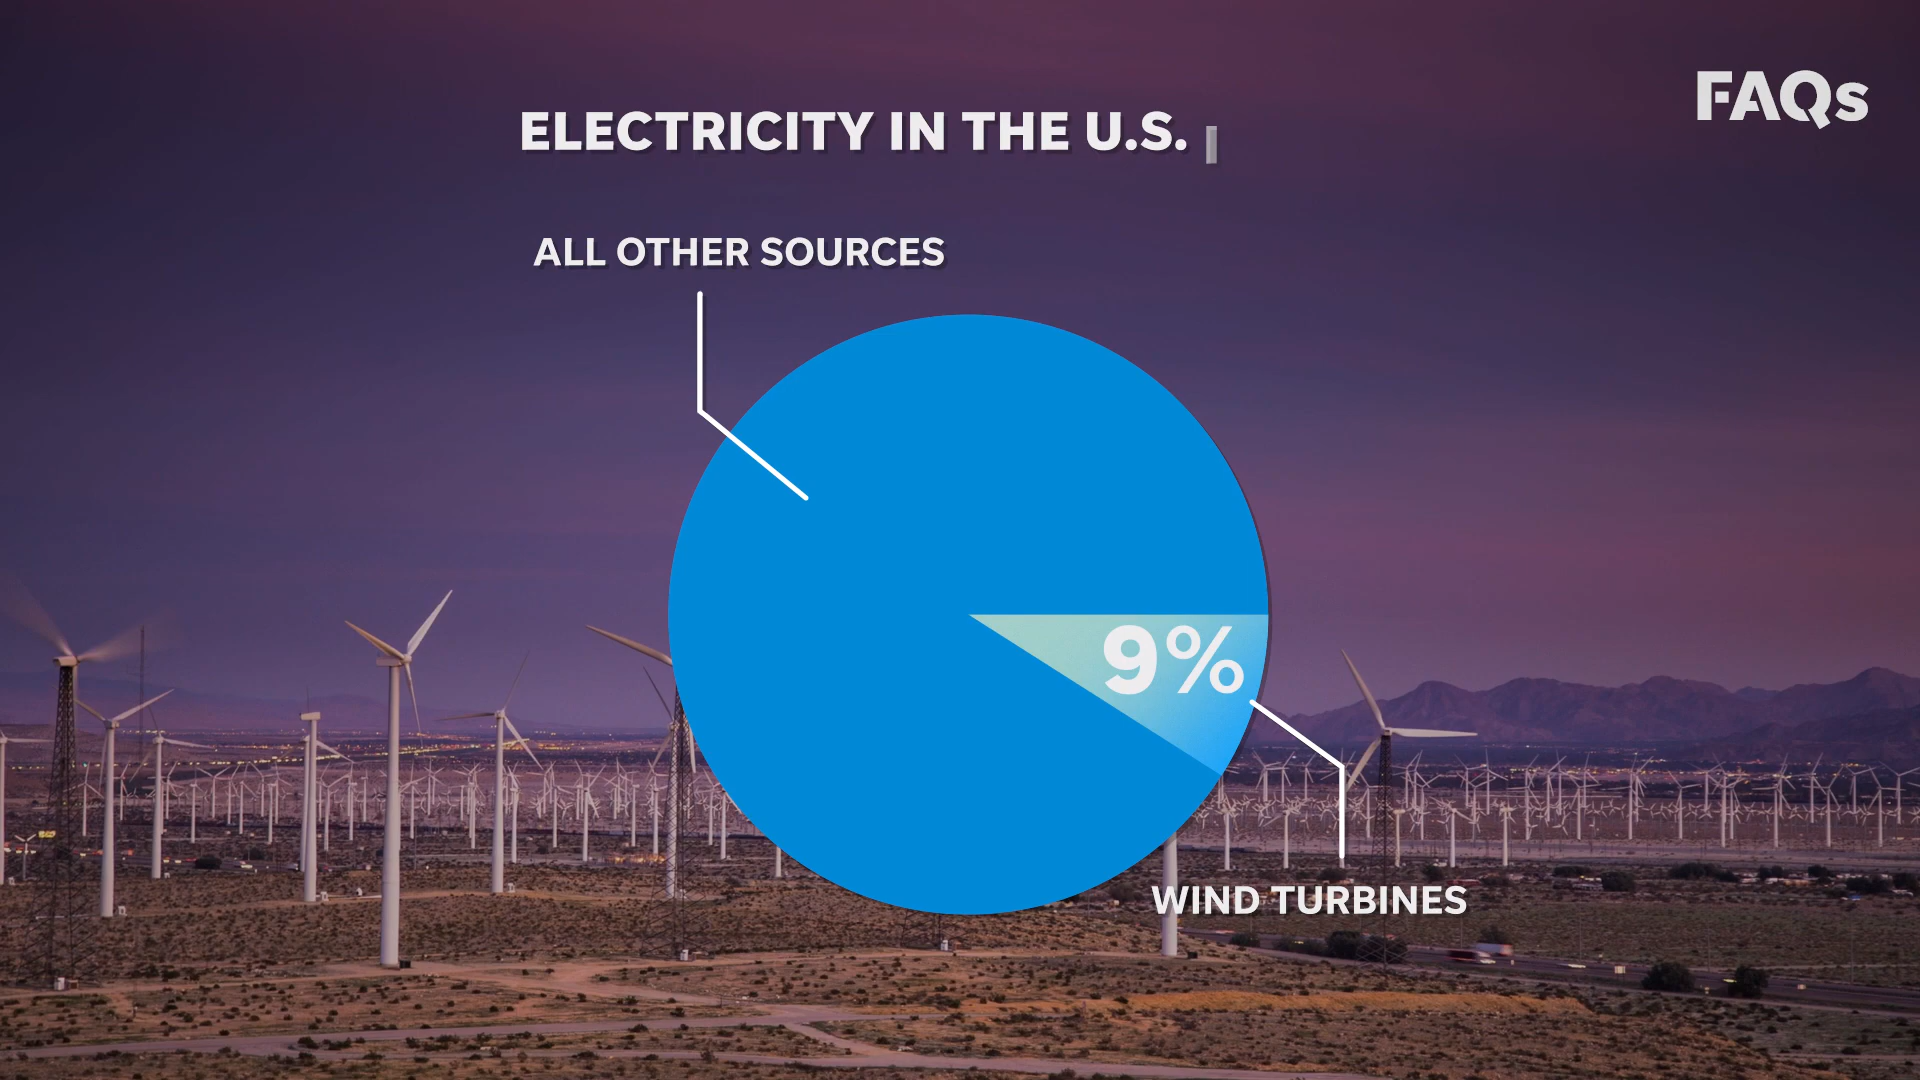 FAQs
ELECTRICITY IN THE U.S.
ALL OTHER SOURCES
9%
WIND TURBINES